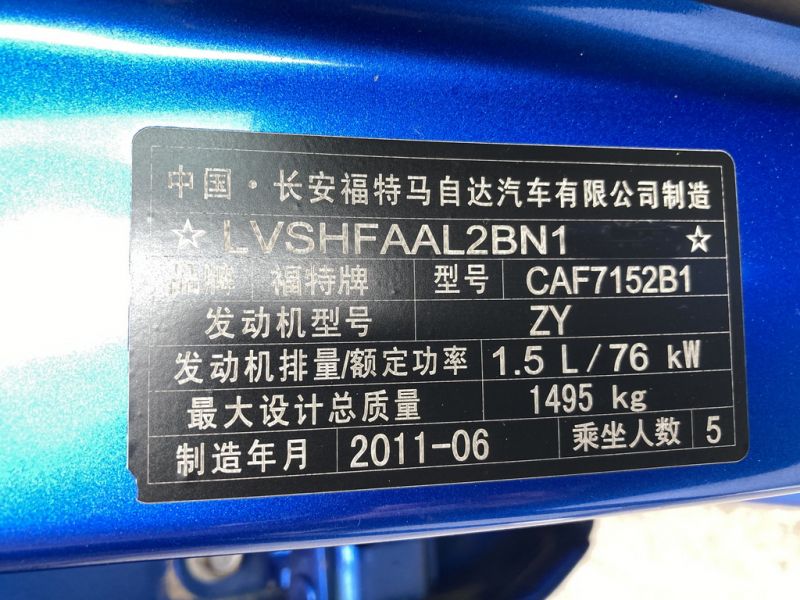 中国·长安福特马自达汽车有限公司制造
☆LVSHFAAL2BN1 ☆
品牌 福特牌 型号 CAF7152B1
发动机型号 ZY
发动机排量/额定功率 1.5 L/76 kW
最大设计总质量 1495 kg
制造年月 2011-06 乘坐人数 5